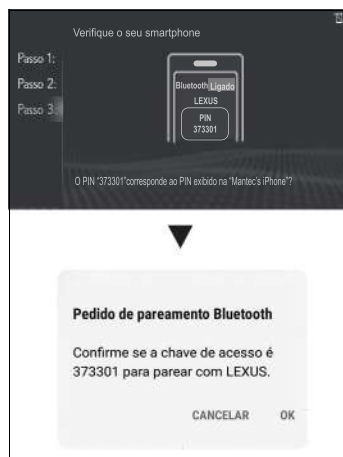 Verifique o seu smartphone
Passo 1:
Passo 2:
Passo 3:
Bluetooth Ligado
LEXUS
PIN
373301
O PIN "373301"corresponde ao PIN exibido na "Mantec's iPhone"?
Pedido de pareamento Bluetooth
Confirme se a chave de acesso é
373301 para parear com LEXUS.
CANCELAR OK